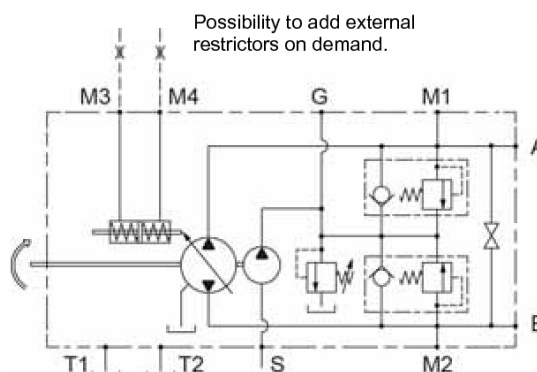 Possibility to add external
restrictors on demand.
M3 M4 G M1
A
B
T1 T2 S M2